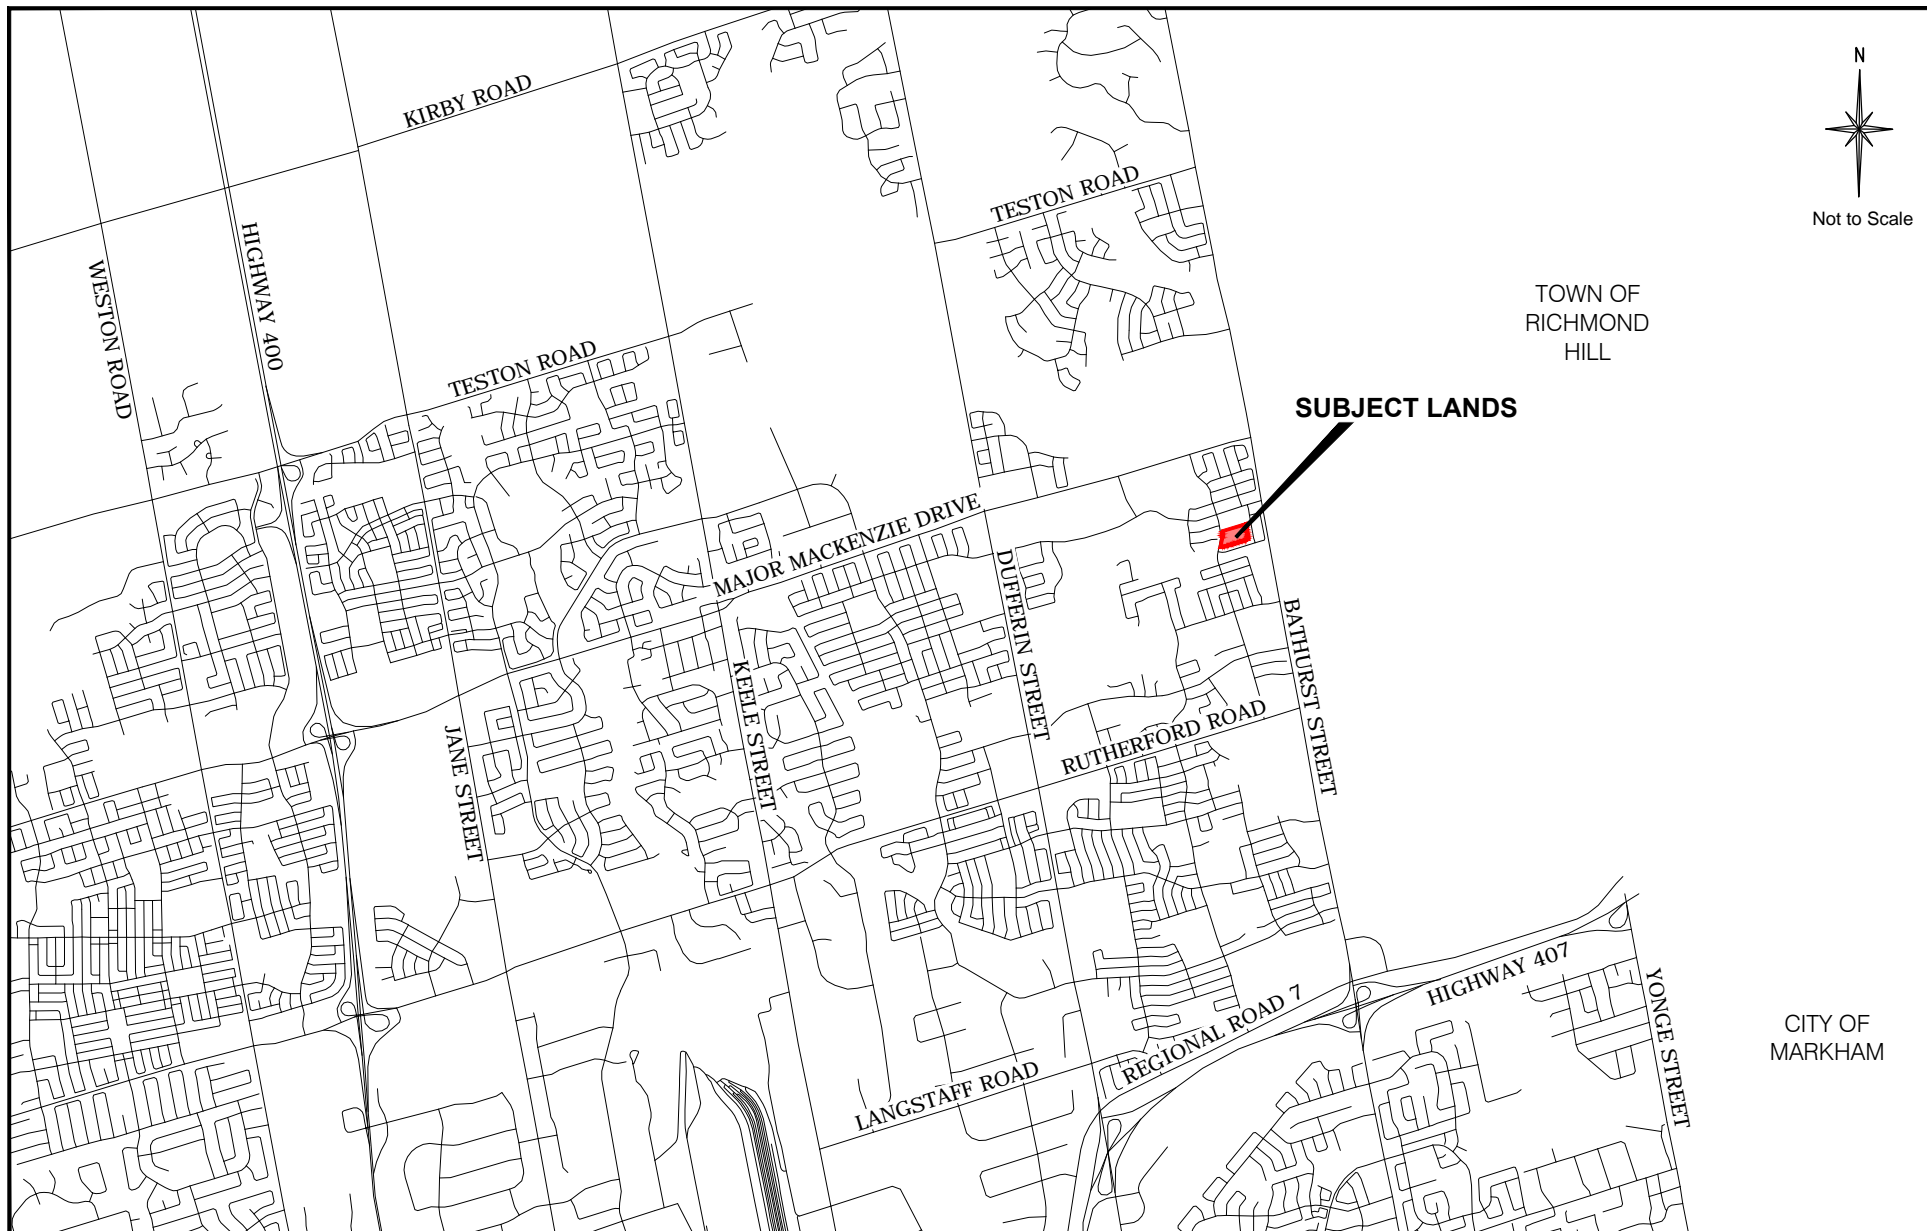 N
Not to Scale
KIRBY ROAD
TESTON ROAD
HIGHWAY 400
WESTON ROAD
TOWN OF
RICHMOND
HILL
TESTON ROAD
SUBJECT LANDS
MAJOR MACKENZIE DRIVE
DUFFERIN STREET
BATHURST STREET
KEELE STREET
JANE STREET
RUTHERFORD ROAD
HIGHWAY 407
YONGE STREET
REGIONAL ROAD 7
CITY OF
MARKHAM
LANGSTAFF ROAD